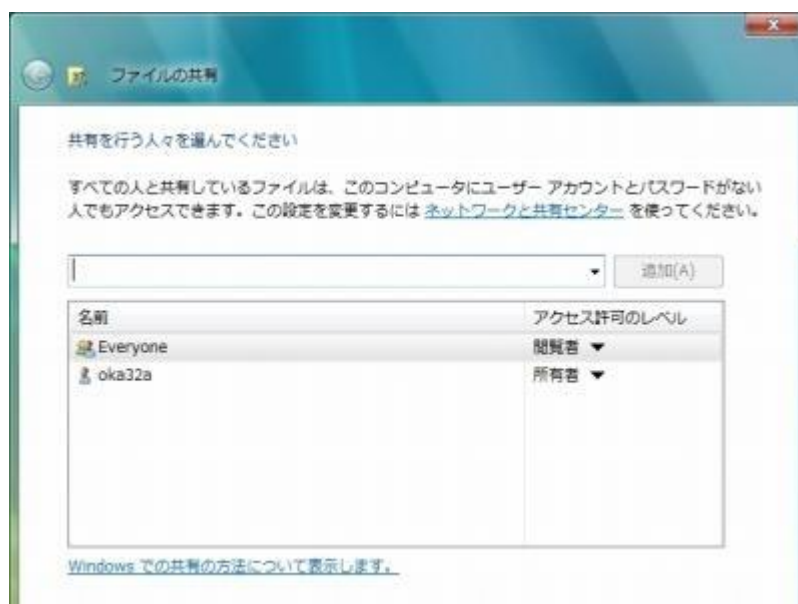 ファイルの共有
共有を行う人々を選んでください
すべての人と共有しているファイルは、このコンピュータにユーザー アカウントとパスワードがない
人でもアクセスできます。この設定を変更するには ネットワークと共有センター を使ってください。
追加(A)
名前 アクセス許可のレベル
Everyone 閲覧者
oka32a 所有者
Windows での共有の方法について表示します。